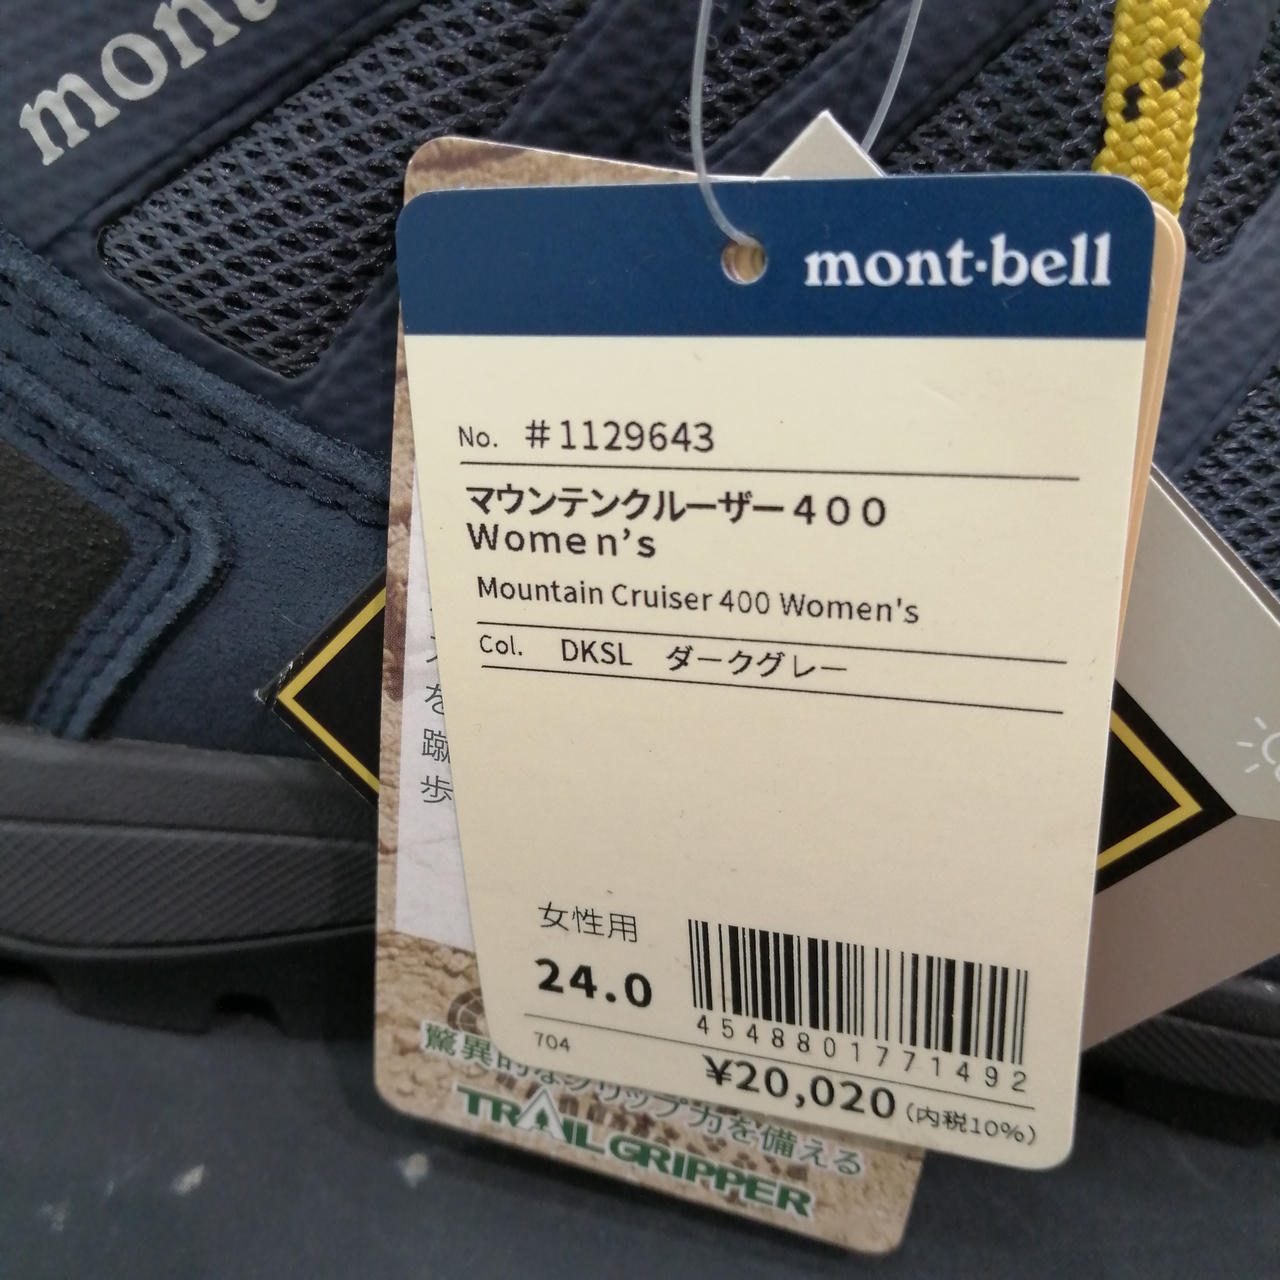 mont
mont·bell
No. #1129643
マウンテンクルーザー400
Women's
Mountain Cruiser 400 Women's
Col. DKSL ダークグレー
を
蹴
歩
女性用
24.0
4548801771492
704
¥20,020 (内税10%)
驚異的なグリップ力を備える
TRAIL GRIPPER